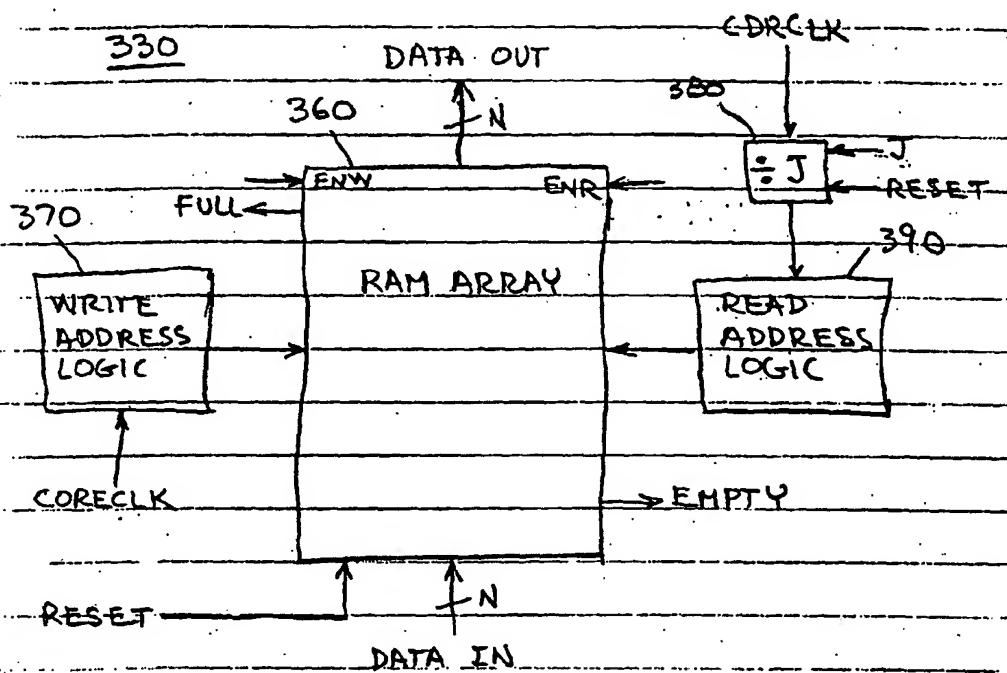 330
DATA OUT
CDRCLK
360
N
380
÷ J
J
RESET
ENW
ENR
FULL
370
390
RAM ARRAY
WRITE
ADDRESS
LOGIC
READ
ADDRESS
LOGIC
CORECLK
EMPTY
RESET
N
DATA IN